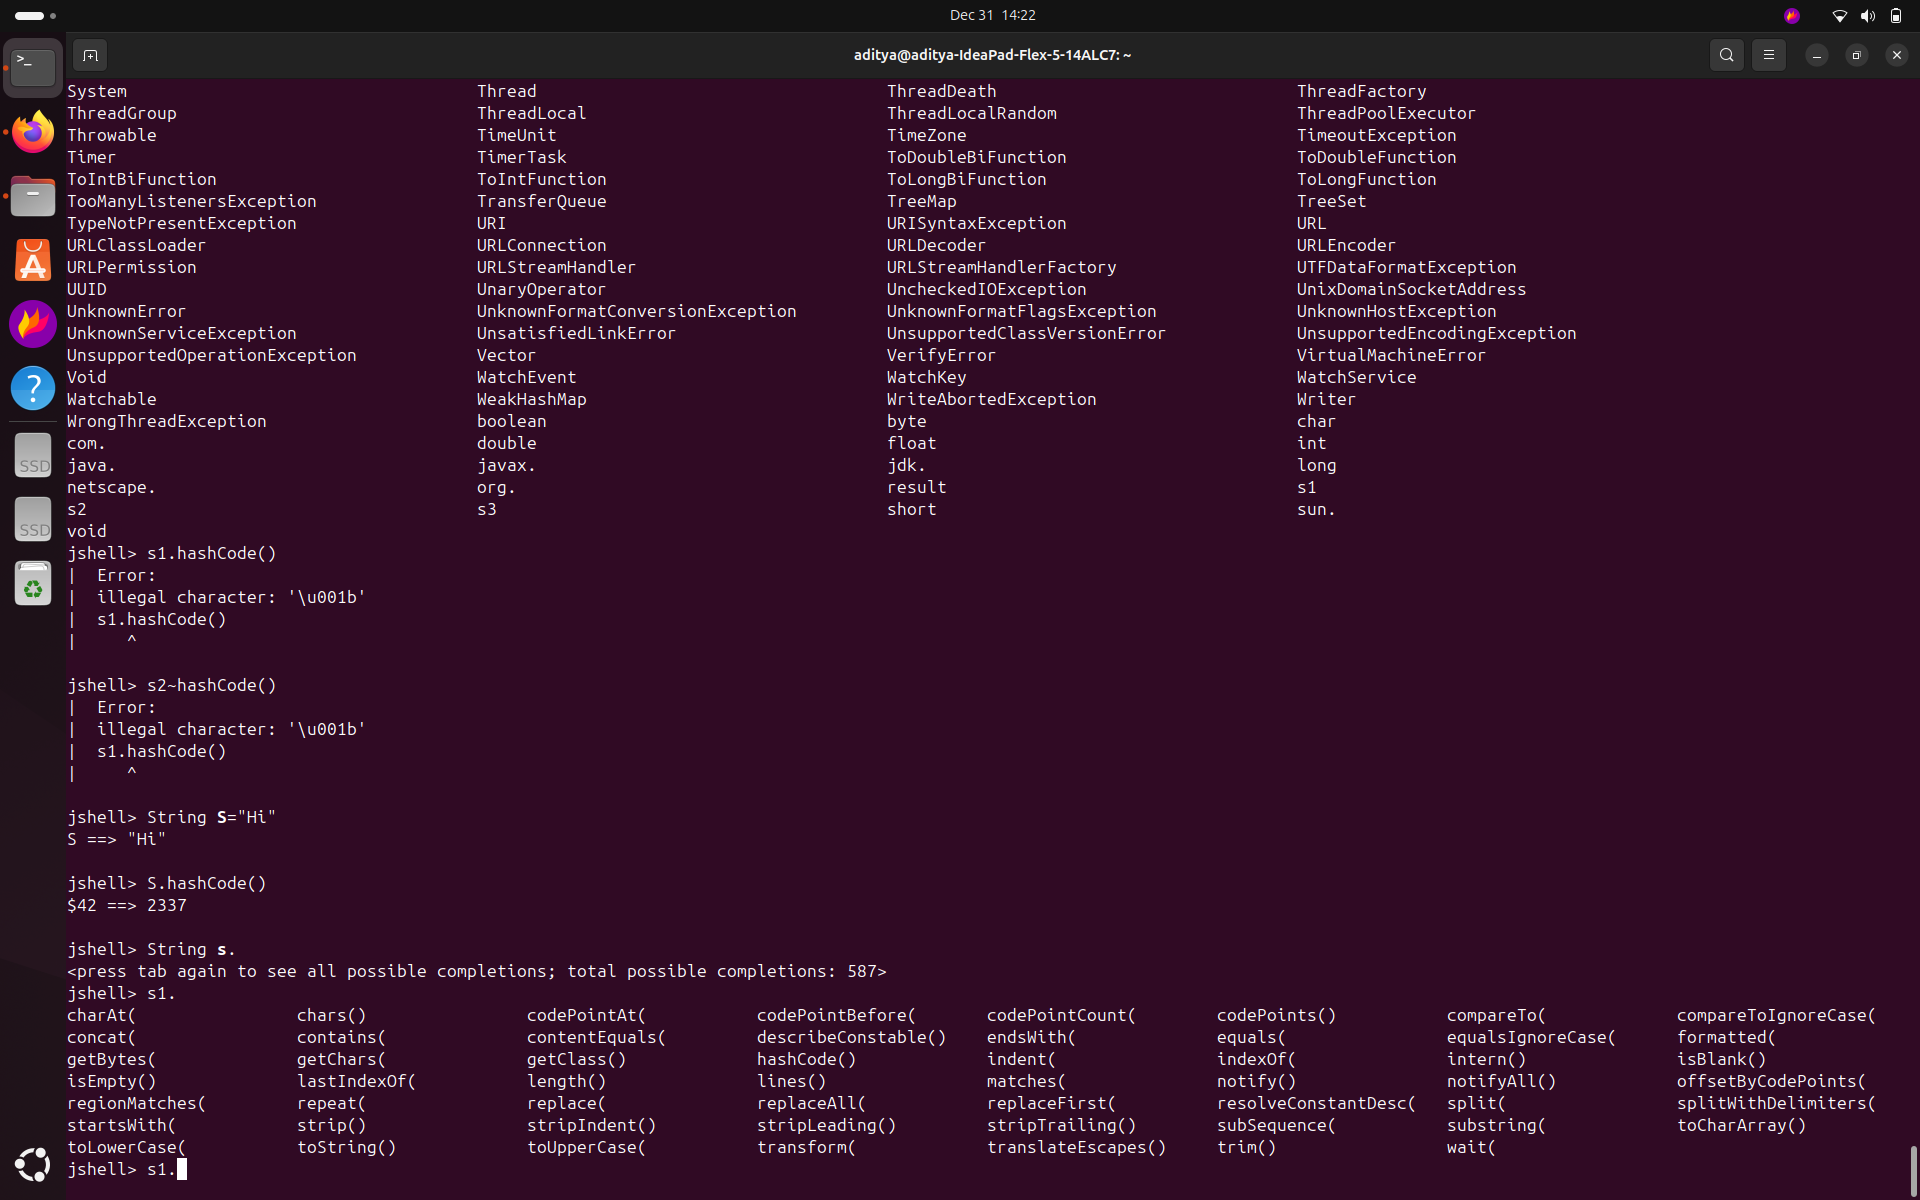 Dec 31 14:22
aditya@aditya-IdeaPad-Flex-5-14ALC7: ~
System Thread ThreadDeath ThreadFactory
ThreadGroup ThreadLocal ThreadLocalRandom ThreadPoolExecutor
Throwable TimeUnit TimeZone TimeoutException
Timer TimerTask ToDoubleBiFunction ToDoubleFunction
ToIntBiFunction ToIntFunction ToLongBiFunction ToLongFunction
TooManyListenersException TransferQueue TreeMap TreeSet
TypeNotPresentException URI URISyntaxException URL
URLClassLoader URLConnection URLDecoder URLEncoder
URLPermission URLStreamHandler URLStreamHandlerFactory UTFDataFormatException
UUID UnaryOperator UncheckedIOException UnixDomainSocketAddress
UnknownError UnknownFormatConversionException UnknownFormatFlagsException UnknownHostException
UnknownServiceException UnsatisfiedLinkError UnsupportedClassVersionError UnsupportedEncodingException
UnsupportedOperationException Vector VerifyError VirtualMachineError
Void WatchEvent WatchKey WatchService
Watchable WeakHashMap WriteAbortedException Writer
WrongThreadException boolean byte char
com. double float int
java. javax. jdk. long
netscape. org. result s1
s2 s3 short sun.
void
jshell> s1.hashCode()
| Error:
| illegal character: '\u001b'
| s1.hashCode()
| ^
jshell> s2~hashCode()
| Error:
| illegal character: '\u001b'
| s1.hashCode()
| ^
jshell> String S="Hi"
S ==> "Hi"
jshell> S.hashCode()
$42 ==> 2337
jshell> String s.
<press tab again to see all possible completions; total possible completions: 587>
jshell> s1.
charAt( chars() codePointAt( codePointBefore( codePointCount( codePoints() compareTo( compareToIgnoreCase(
concat( contains( contentEquals( describeConstable() endsWith( equals( equalsIgnoreCase( formatted(
getBytes( getChars( getClass() hashCode() indent( indexOf( intern() isBlank()
isEmpty() lastIndexOf( length() lines() matches( notify() notifyAll() offsetByCodePoints(
regionMatches( repeat( replace( replaceAll( replaceFirst( resolveConstantDesc( split( splitWithDelimiters(
startsWith( strip() stripIndent() stripLeading() stripTrailing() subSequence( substring( toCharArray()
toLowerCase( toString() toUpperCase( transform( translateEscapes() trim() wait(
jshell> s1.
SSD
SSD